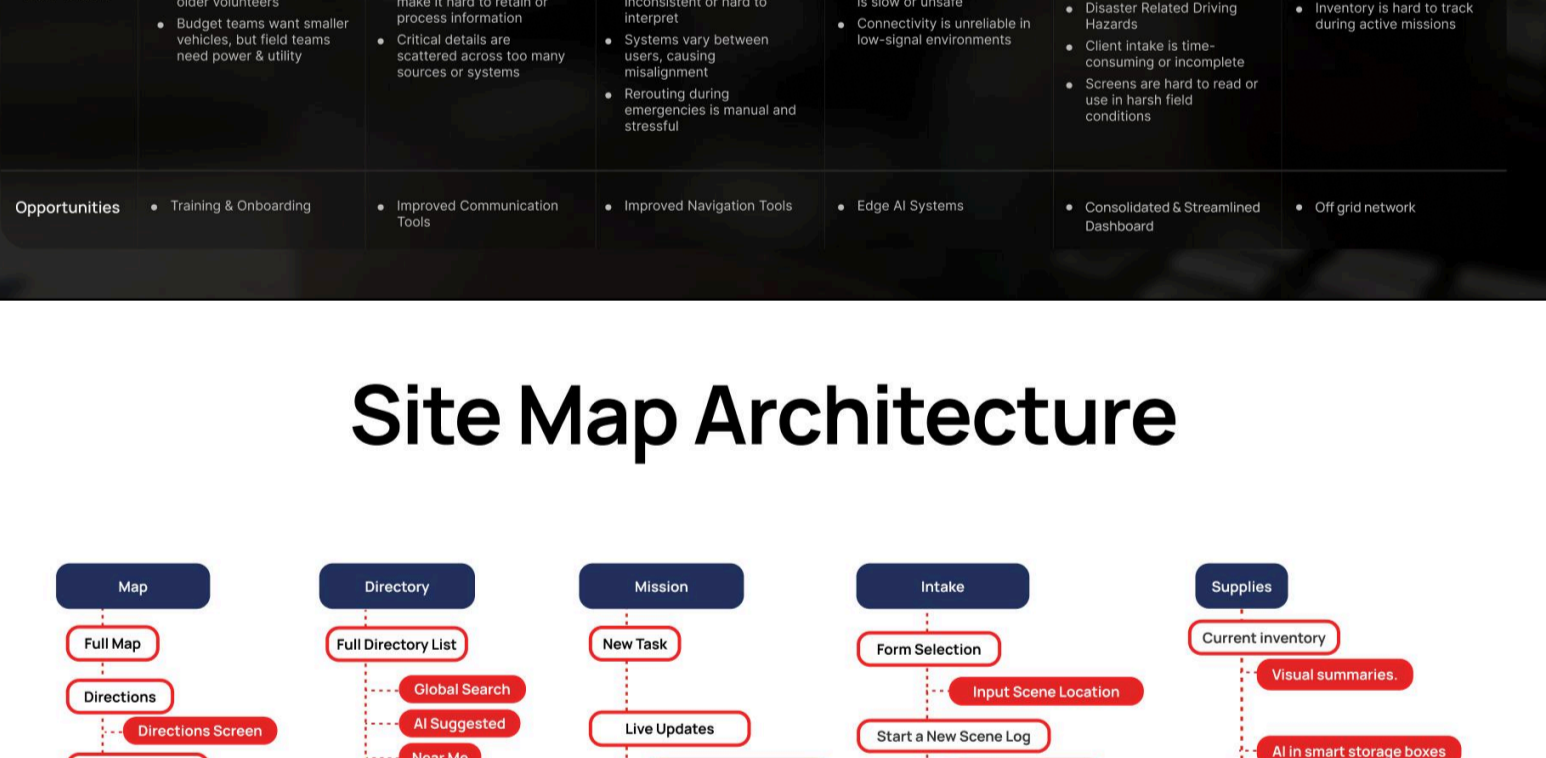 older volunteers
Budget teams want smaller
vehicles, but field teams
need power & utility
make it hard to retain or
process information
Critical details are
scattered across too many
sources or systems
inconsistent or hard to
interpret
Systems vary between
users, causing
misalignment
Rerouting during
emergencies is manual and
stressful
is slow or unsafe
Connectivity is unreliable in
low-signal environments
Disaster Related Driving
Hazards
Client intake is time-
consuming or incomplete
Screens are hard to read or
use in harsh field
conditions
Inventory is hard to track
during active missions
Opportunities
Training & Onboarding
Improved Communication
Tools
Improved Navigation Tools
Edge AI Systems
Consolidated & Streamlined
Dashboard
Off grid network
Site Map Architecture
Map
Full Map
Directions
Directions Screen
Directory
Full Directory List
Global Search
AI Suggested
Near Me
Mission
New Task
Live Updates
Intake
Form Selection
Input Scene Location
Start a New Scene Log
Supplies
Current inventory
Visual summaries.
AI in smart storage boxes